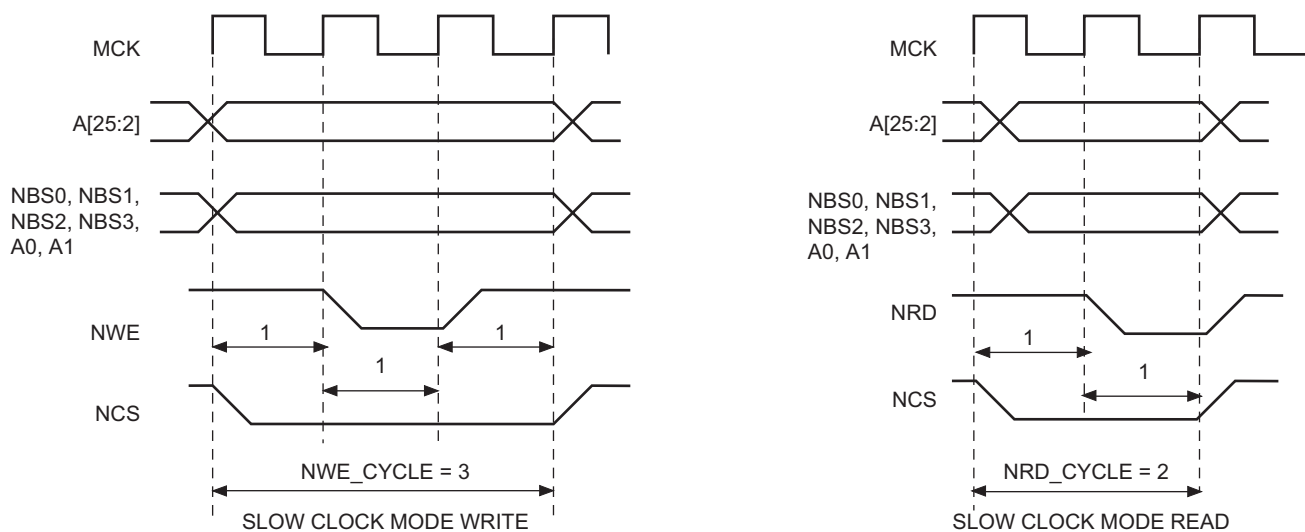 MCK
A[25:2]
NBS0, NBS1,
NBS2, NBS3,
A0, A1
NWE
1
1
1
NCS
NWE_CYCLE = 3
SLOW CLOCK MODE WRITE
MCK
A[25:2]
NBS0, NBS1,
NBS2, NBS3,
A0, A1
NRD
1
1
NCS
NRD_CYCLE = 2
SLOW CLOCK MODE READ